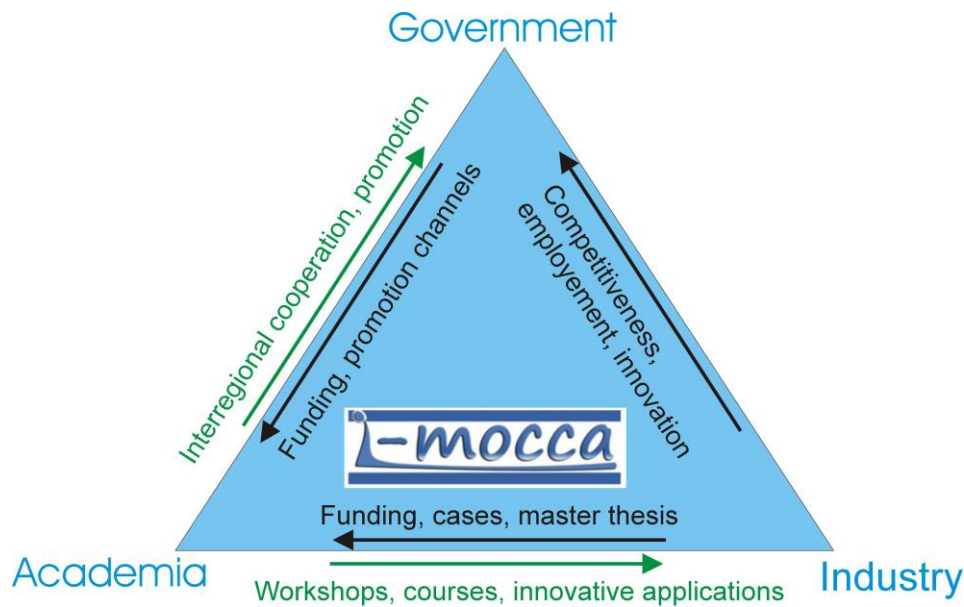 Government
Interregional cooperation, promotion
Funding, promotion channels
Competitiveness,
employement, innovation
i-mocca
Funding, cases, master thesis
Academia
Industry
Workshops, courses, innovative applications